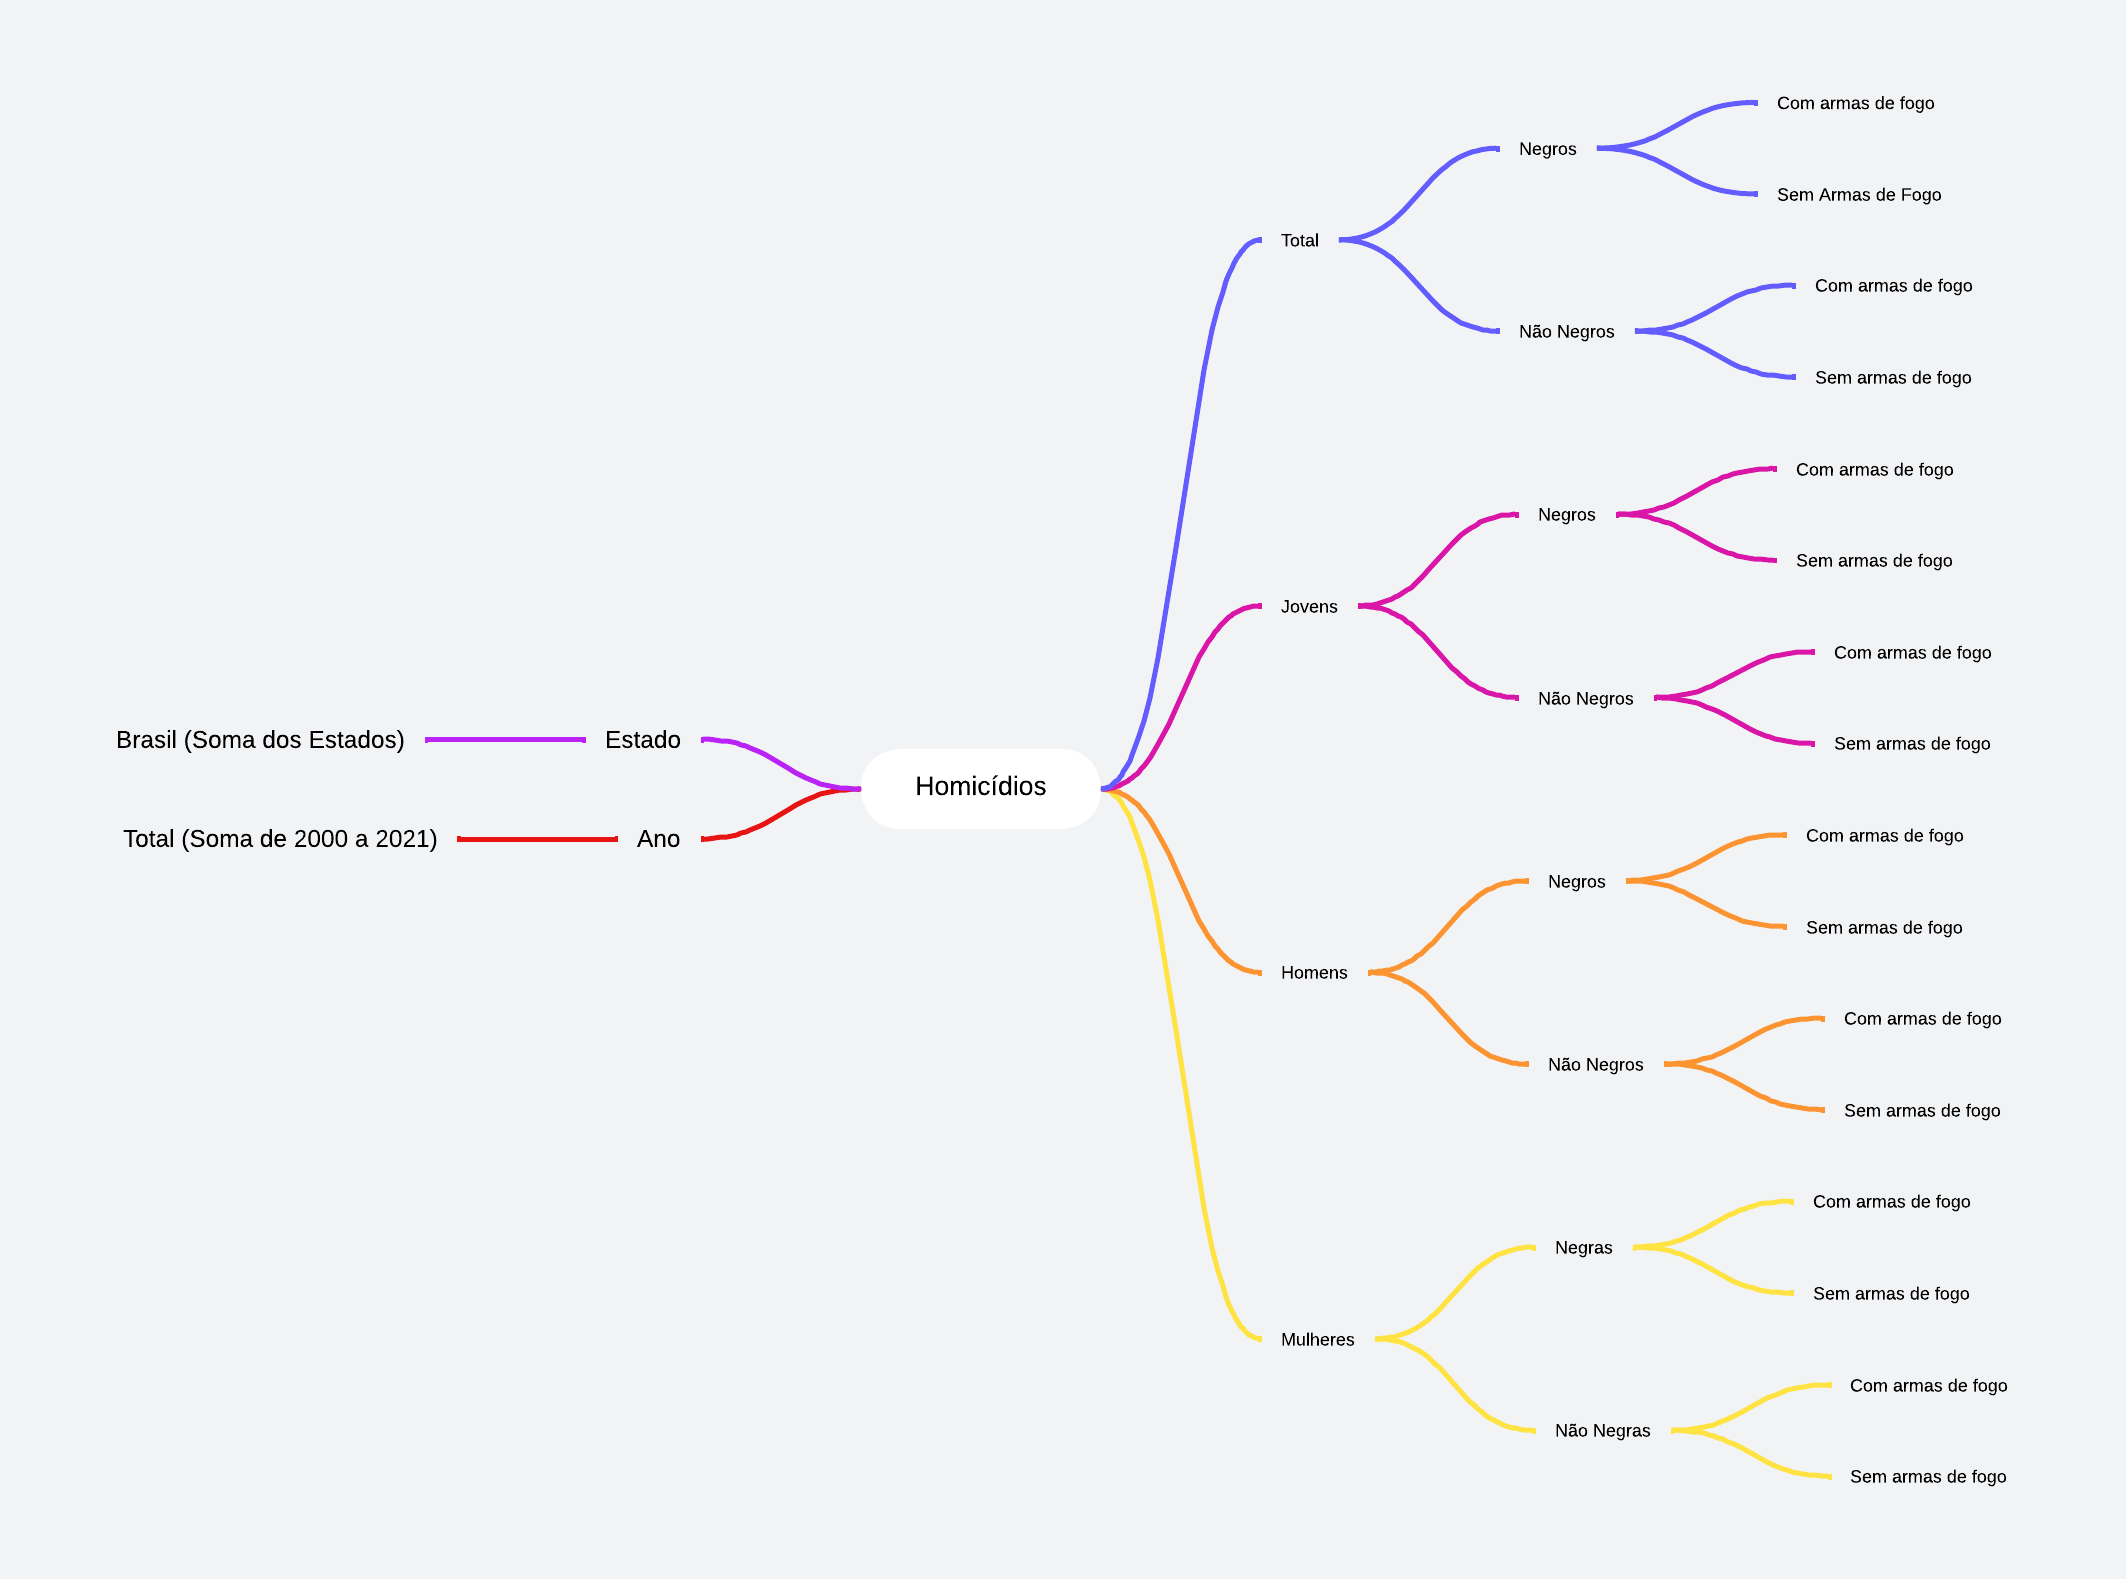 Brasil (Soma dos Estados)
Estado
Total (Soma de 2000 a 2021)
Ano
Homicídios
Total
Negros
Com armas de fogo
Sem Armas de Fogo
Não Negros
Com armas de fogo
Sem armas de fogo
Jovens
Negros
Com armas de fogo
Sem armas de fogo
Não Negros
Com armas de fogo
Sem armas de fogo
Homens
Negros
Com armas de fogo
Sem armas de fogo
Não Negros
Com armas de fogo
Sem armas de fogo
Mulheres
Negras
Com armas de fogo
Sem armas de fogo
Não Negras
Com armas de fogo
Sem armas de fogo